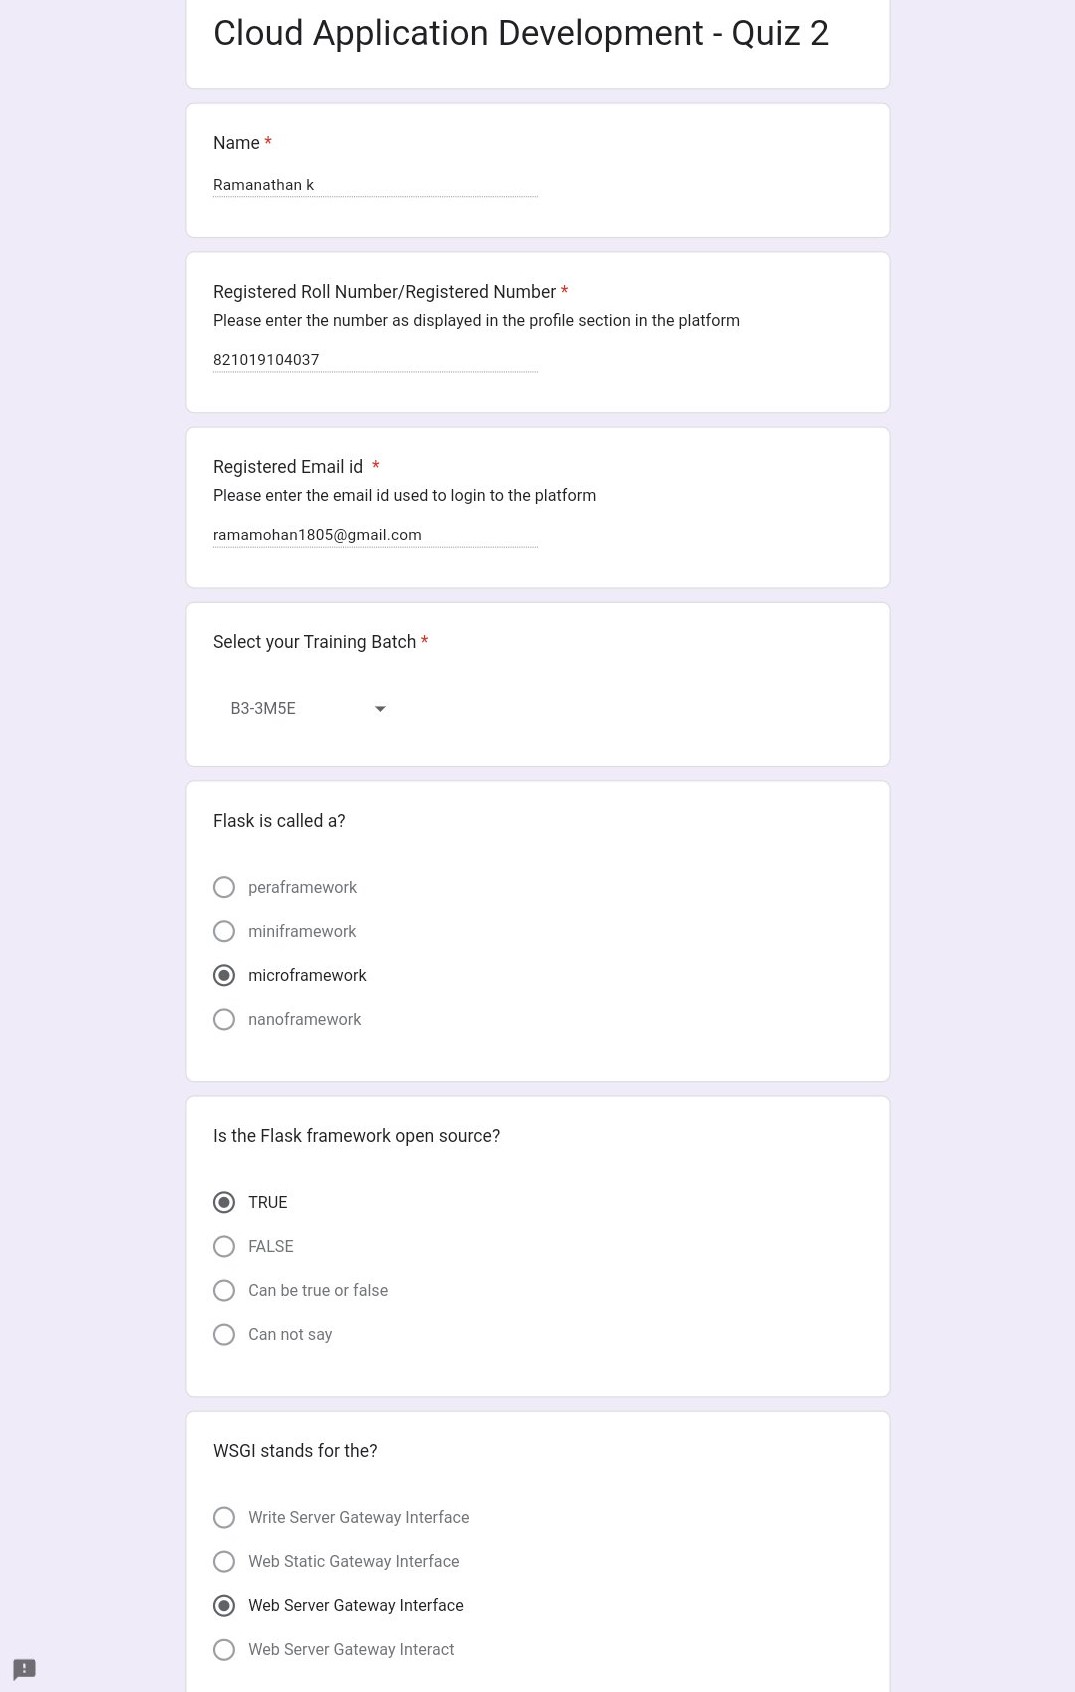 Cloud Application Development - Quiz 2
Name *
Ramanathan k
Registered Roll Number/Registered Number *
Please enter the number as displayed in the profile section in the platform
821019104037
Registered Email id *
Please enter the email id used to login to the platform
ramamohan1805@gmail.com
Select your Training Batch *
B3-3M5E
Flask is called a?
peraframework
miniframework
microframework
nanoframework
Is the Flask framework open source?
TRUE
FALSE
Can be true or false
Can not say
WSGI stands for the?
Write Server Gateway Interface
Web Static Gateway Interface
Web Server Gateway Interface
Web Server Gateway Interact